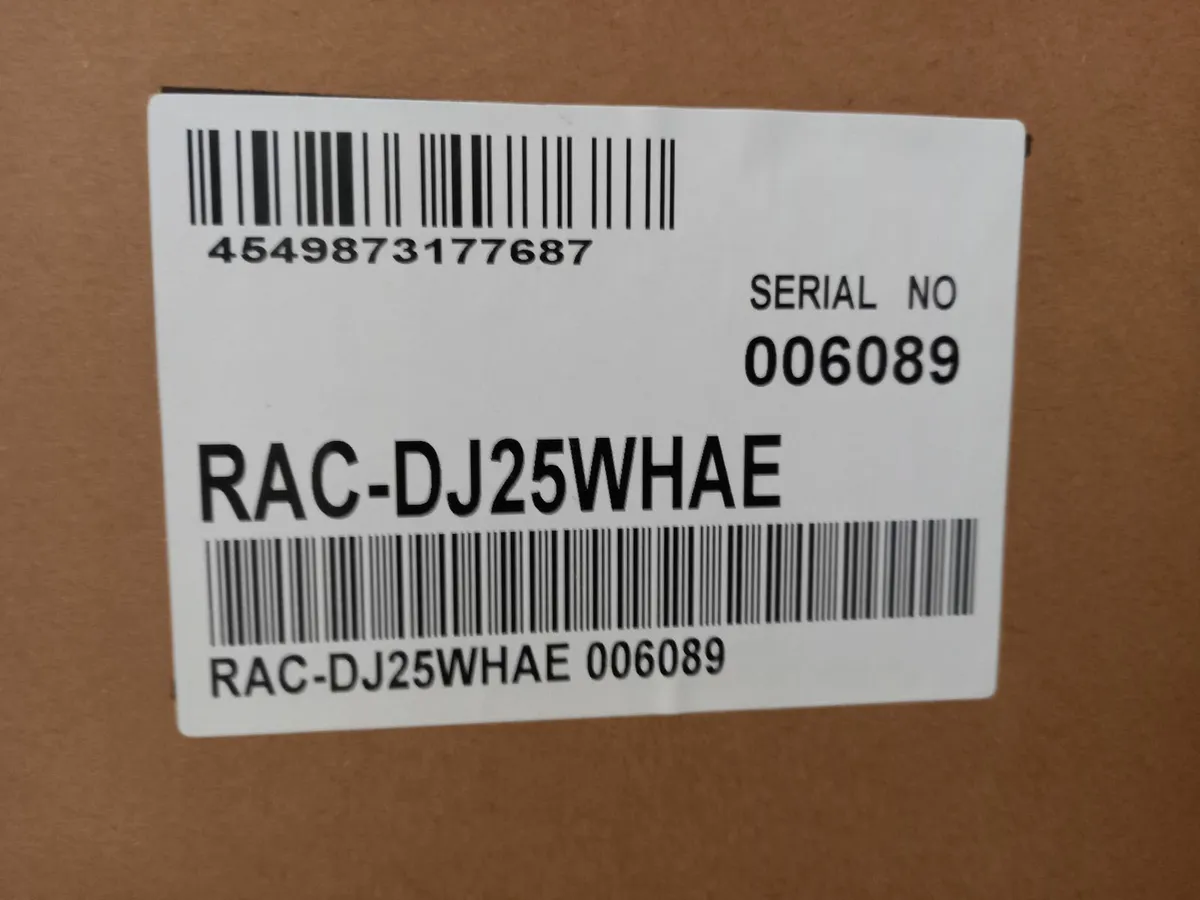 4549873177687
SERIAL NO
006089
RAC-DJ25WHAE
RAC-DJ25WHAE 006089